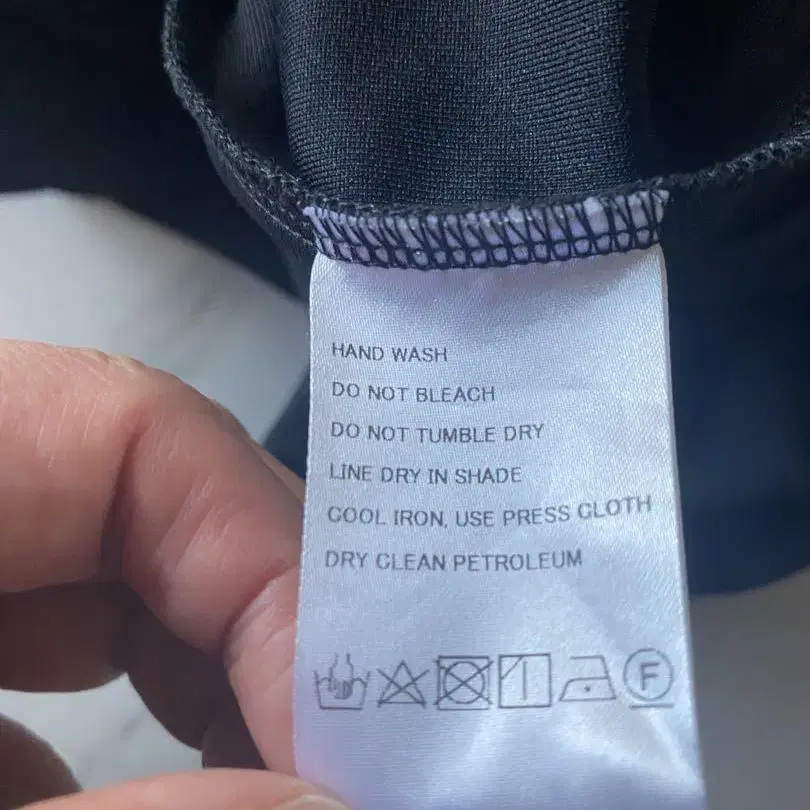 HAND WASH
DO NOT BLEACH
DO NOT TUMBLE DRY
LINE DRY IN SHADE
COOL IRON, USE PRESS CLOTH
DRY CLEAN PETROLEUM
F